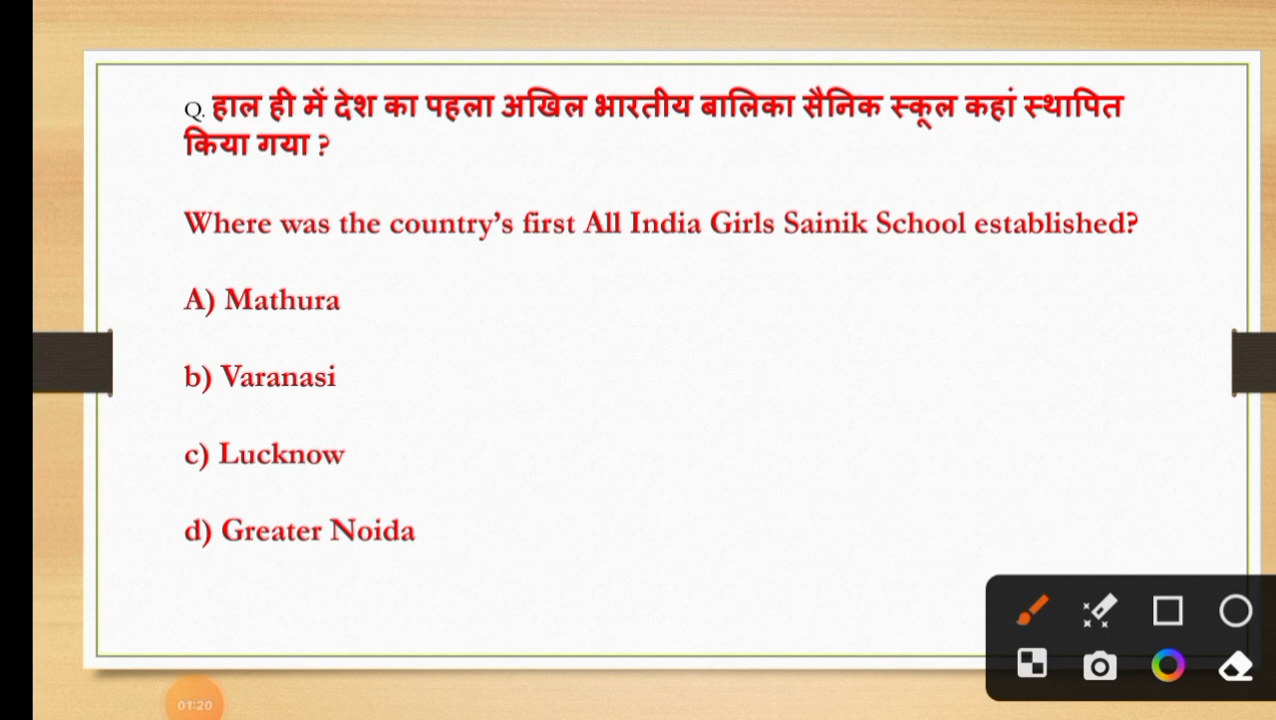 Q. हाल ही में देश का पहला अखिल भारतीय बालिका सैनिक स्कूल कहां स्थापित
किया गया ?
Where was the country’s first All India Girls Sainik School established?
A) Mathura
b) Varanasi
c) Lucknow
d) Greater Noida
01:20